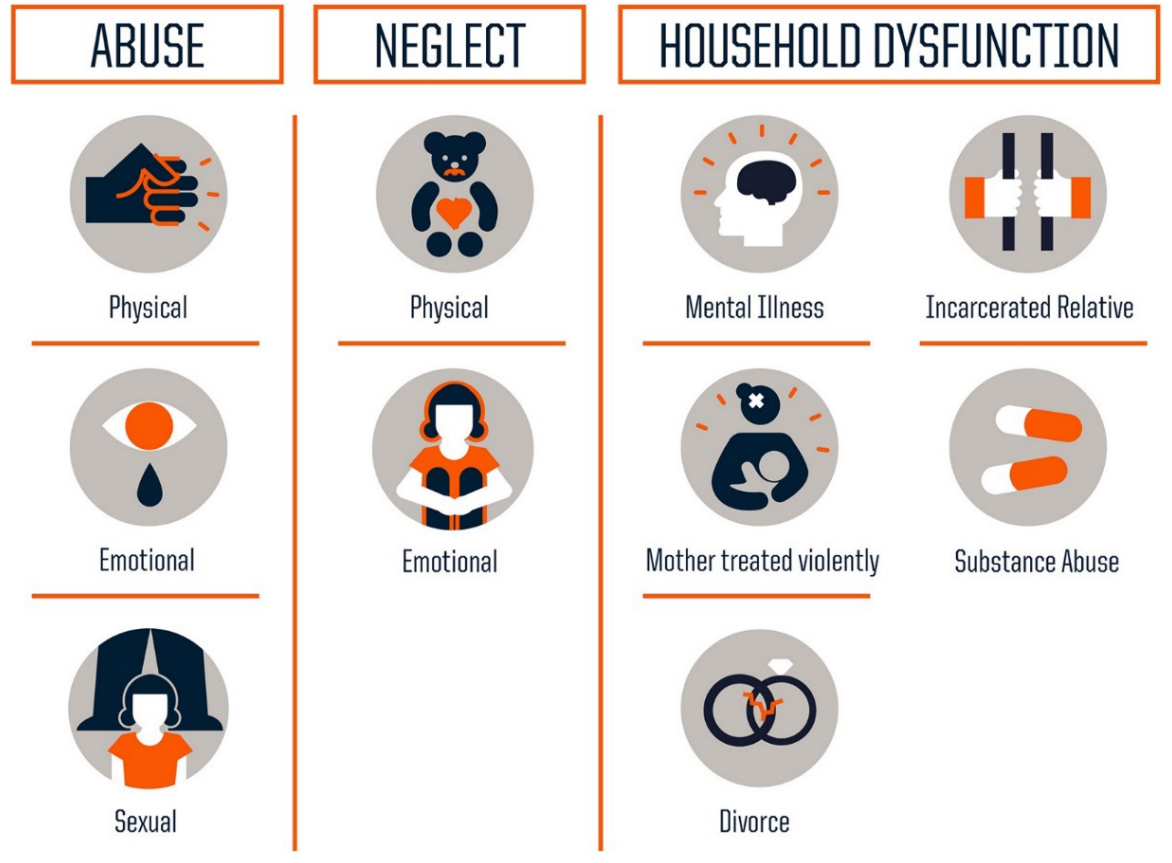 ABUSE
NEGLECT
HOUSEHOLD DYSFUNCTION
Physical
Physical
Mental Illness
Incarcerated Relative
Emotional
Emotional
Mother treated violently
Substance Abuse
Sexual
Divorce